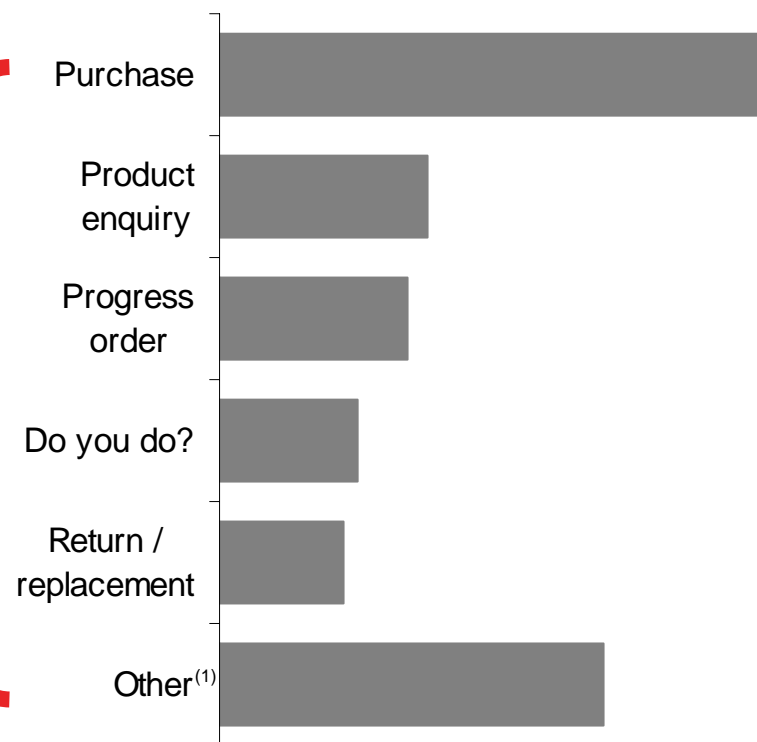 Purchase
Product
enquiry
Progress
order
Do you do?
Return /
replacement
Other(1)